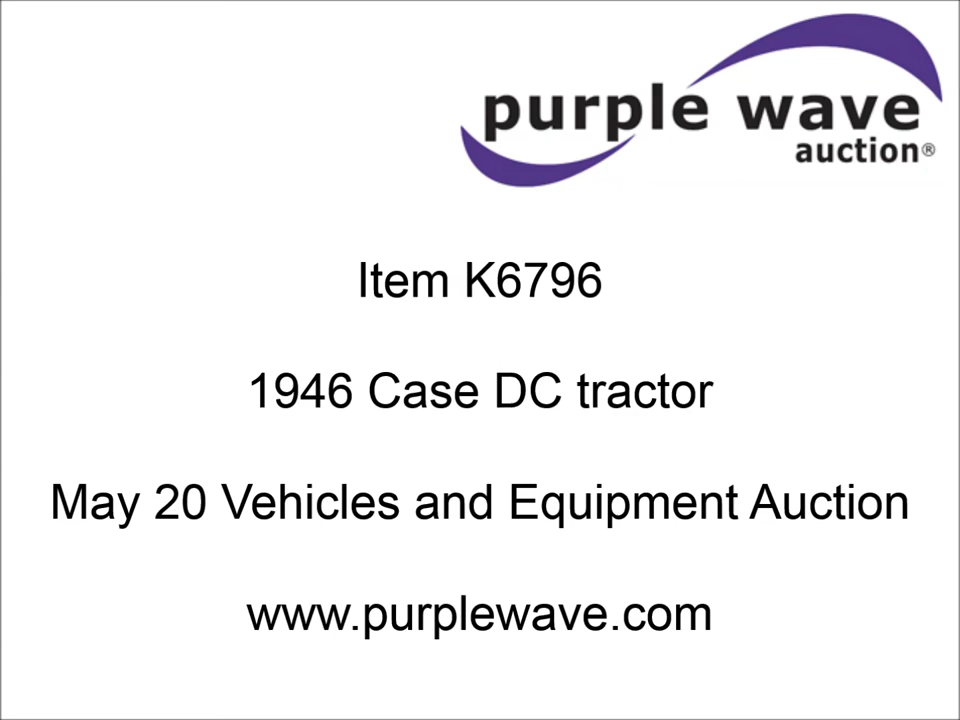 purple wave
auction®
Item K6796
1946 Case DC tractor
May 20 Vehicles and Equipment Auction
www.purplewave.com